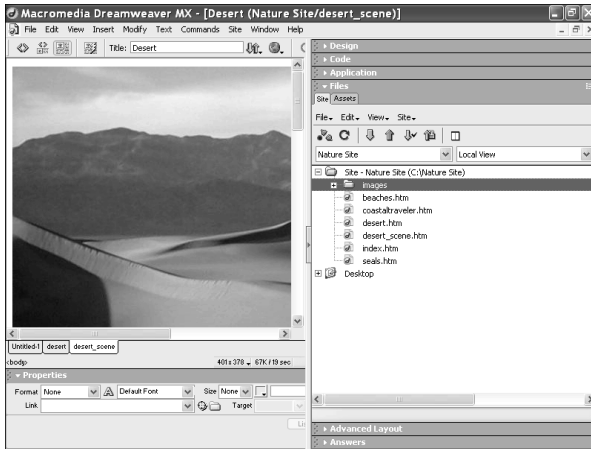 Macromedia Dreamweaver MX - [Desert (Nature Site/desert_scene)]
File Edit View Insert Modify Text Commands Site Window Help
Title: Desert
Design
Code
Application
Files
Site Assets
File Edit View Site
Nature Site Local View
Site - Nature Site (C:\Nature Site)
images
beaches.htm
coastaltraveler.htm
desert.htm
desert_scene.htm
index.htm
seals.htm
Desktop
Untitled-1 desert desert_scene
<body> 401 x 378 67K / 19 sec
Properties
Format None Default Font Size None
Link Target
Advanced Layout
Answers